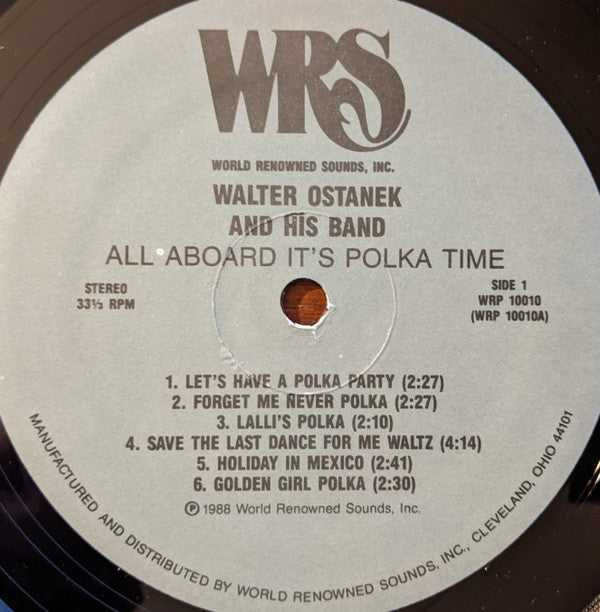 WRS
WORLD RENOWNED SOUNDS, INC.
WALTER OSTANEK
AND HIS BAND
ALL ABOARD IT'S POLKA TIME
STEREO
33⅓ RPM
SIDE 1
WRP 10010
(WRP 10010A)
1. LET'S HAVE A POLKA PARTY (2:27)
2. FORGET ME NEVER POLKA (2:27)
3. LALLI'S POLKA (2:10)
4. SAVE THE LAST DANCE FOR ME WALTZ (4:14)
5. HOLIDAY IN MEXICO (2:41)
6. GOLDEN GIRL POLKA (2:30)
℗ 1988 World Renowned Sounds, Inc.
MANUFACTURED AND DISTRIBUTED BY WORLD RENOWNED SOUNDS, INC., CLEVELAND, OHIO 44101